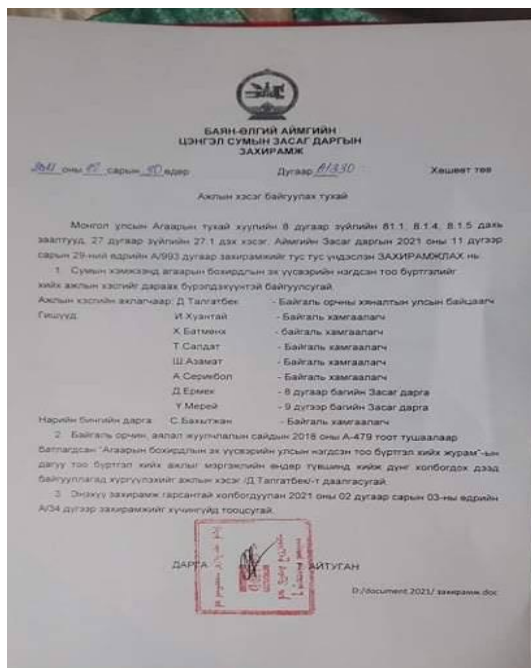 БАЯН-ӨЛГИЙ АЙМГИЙН
ЦЭНГЭЛ СУМЫН ЗАСАГ ДАРГЫН
ЗАХИРАМЖ
оны сарын өдөр Дугаар А/330 Хөшөөт төв
Ажлын хэсэг байгуулах тухай
Монгол улсын Агаарын тухай хуулийн 8 дугаар зүйлийн 81.1, 8.1.4, 8.1.5 дахь
заалтууд, 27 дугаар зүйлийн 27.1 дэх хэсэг, Аймгийн Засаг даргын 2021 оны 11 дүгээр
сарын 29-ний өдрийн А/993 дугаар захирамжийг тус тус үндэслэн ЗАХИРАМЖЛАХ нь:
1. Сумын хэмжээнд агаарын бохирдлын эх үүсвэрийн нэгдсэн тоо бүртгэлийг
хийх ажлын хэсгийг дараах бүрэлдэхүүнтэй байгуулсугай.
Ажлын хэсгийн ахлагчаар: Д.Талгатбек - Байгаль орчны хяналтын улсын байцаагч
Гишүүд: И.Хуантай - Байгаль хамгаалагч
Х.Батмөнх - байгаль хамгаалагч
Т.Салдат - Байгаль хамгаалагч
Ш.Азамат - Байгаль хамгаалагч
А.Серикбол - Байгаль хамгаалагч
Д.Ермек - 8 дугаар багийн Засаг дарга
Ү.Мерей - 9 дүгээр багийн Засаг дарга
Нарийн бичгийн дарга С.Бахытжан - Байгаль хамгаалагч
2. Байгаль орчин, аялал жуулчлалын сайдын 2018 оны А-479 тоот тушаалаар
батлагдсан "Агаарын бохирдлын эх үүсвэрийн улсын нэгдсэн тоо бүртгэл хийх журам"-ын
дагуу тоо бүртгэл хийх ажлыг мэргэжлийн өндөр түвшинд хийж дүнг холбогдох дээд
байгууллагад хүргүүлэхийг ажлын хэсэг /Д.Талгатбек/-т даалгасугай.
3. Энэхүү захирамж гарсантай холбогдуулан 2021 оны 02 дугаар сарын 03-ны өдрийн
А/34 дүгээр захирамжийг хүчингүйд тооцсугай.
ДАРГА АЙТУГАН
D:/document.2021/ захирамж.doc